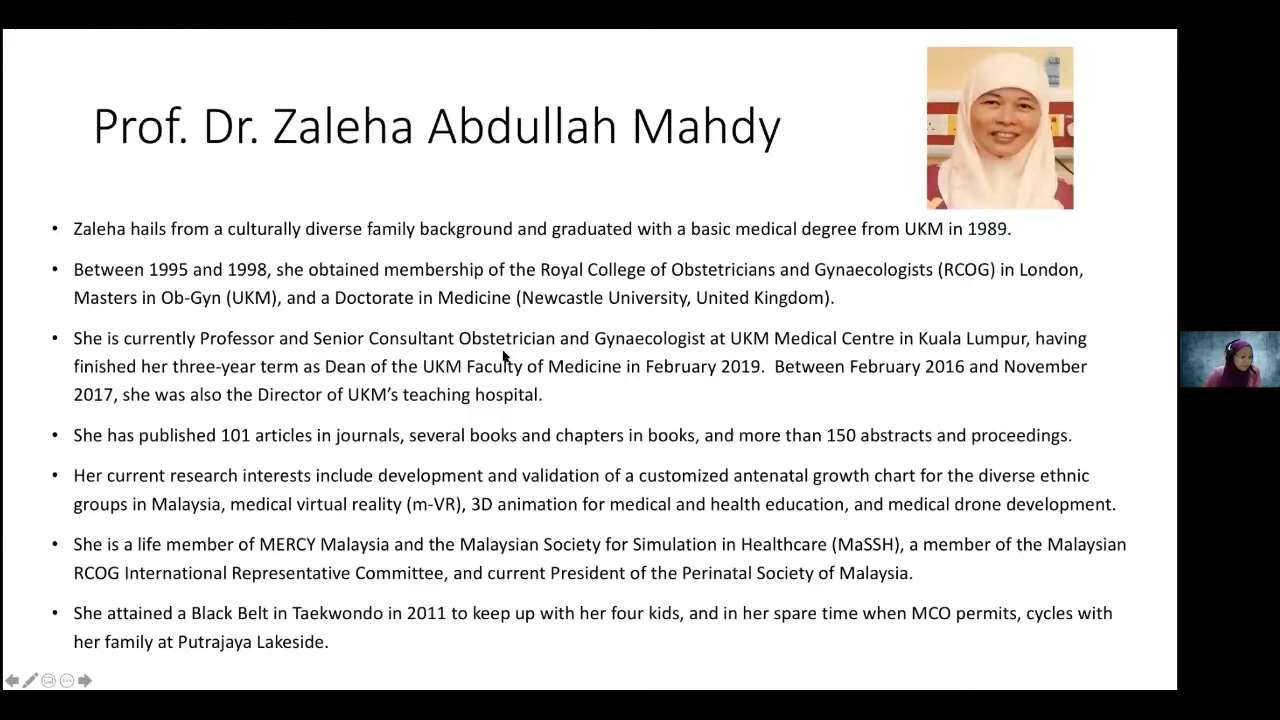 Prof. Dr. Zaleha Abdullah Mahdy
• Zaleha hails from a culturally diverse family background and graduated with a basic medical degree from UKM in 1989.
• Between 1995 and 1998, she obtained membership of the Royal College of Obstetricians and Gynaecologists (RCOG) in London,
Masters in Ob-Gyn (UKM), and a Doctorate in Medicine (Newcastle University, United Kingdom).
• She is currently Professor and Senior Consultant Obstetrician and Gynaecologist at UKM Medical Centre in Kuala Lumpur, having
finished her three-year term as Dean of the UKM Faculty of Medicine in February 2019. Between February 2016 and November
2017, she was also the Director of UKM’s teaching hospital.
• She has published 101 articles in journals, several books and chapters in books, and more than 150 abstracts and proceedings.
• Her current research interests include development and validation of a customized antenatal growth chart for the diverse ethnic
groups in Malaysia, medical virtual reality (m-VR), 3D animation for medical and health education, and medical drone development.
• She is a life member of MERCY Malaysia and the Malaysian Society for Simulation in Healthcare (MaSSH), a member of the Malaysian
RCOG International Representative Committee, and current President of the Perinatal Society of Malaysia.
• She attained a Black Belt in Taekwondo in 2011 to keep up with her four kids, and in her spare time when MCO permits, cycles with
her family at Putrajaya Lakeside.